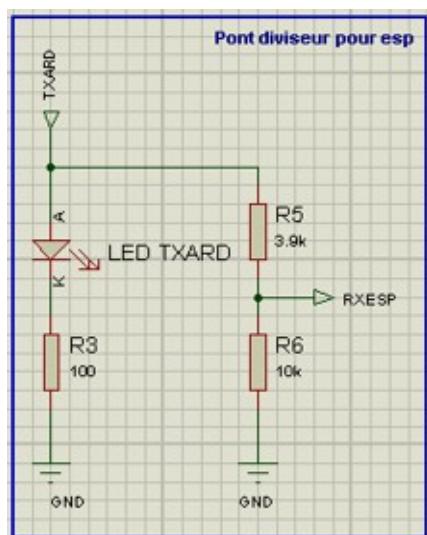 Pont diviseur pour esp
TXARD
A
LED TXARD
K
R3
100
GND
R5
3.9k
RXESP
R6
10k
GND